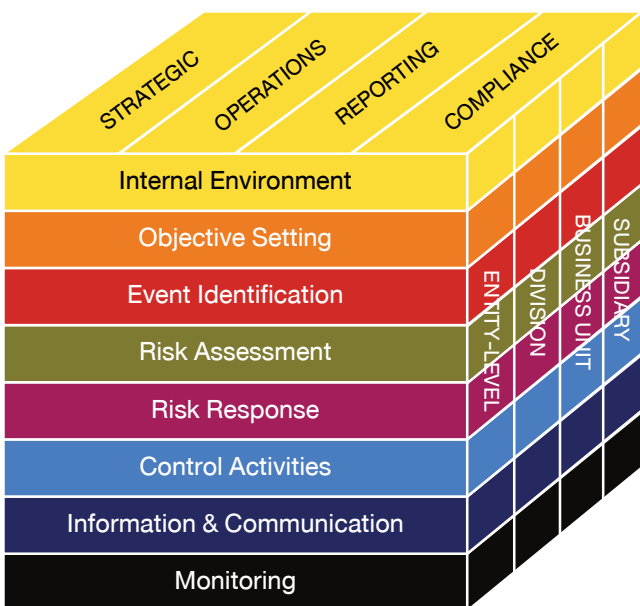 STRATEGIC
OPERATIONS
REPORTING
COMPLIANCE
Internal Environment
Objective Setting
Event Identification
Risk Assessment
Risk Response
Control Activities
Information & Communication
Monitoring
ENTITY-LEVEL
DIVISION
BUSINESS UNIT
SUBSIDIARY